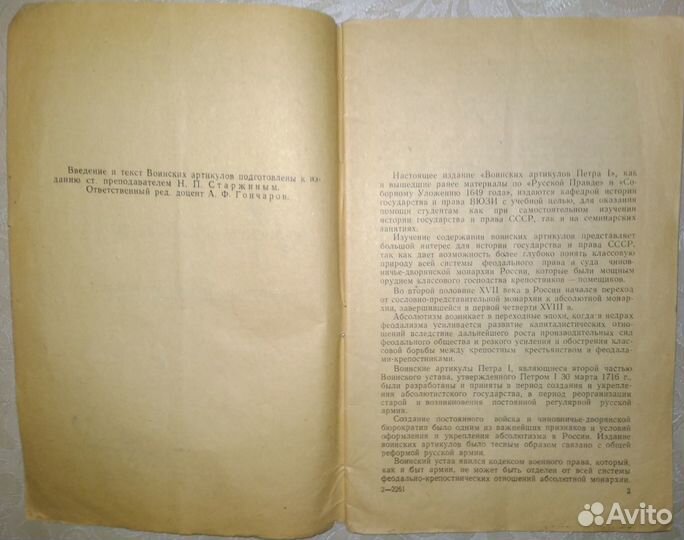 Введение и текст Воинских артикулов подготовлены к из-
данию ст. преподавателем Н. П. Старжиным.
Ответственный ред. доцент А. Ф. Гончаров.
Настоящее издание «Воинских артикулов Петра I», как
и вышедшие ранее материалы по «Русской Правде» и «Со-
борному Уложению 1649 года», издаются кафедрой истории
государства и права ВЮЗИ с учебной целью, для оказания
помощи студентам как при самостоятельном изучении
истории государства и права СССР, так и на семинарских
занятиях.
Изучение содержания воинских артикулов представляет
большой интерес для истории государства и права СССР,
так как дает возможность более глубоко понять классовую
природу всей системы феодального права и суда чинов-
ничье-дворянской монархии России, которые были мощным
орудием классового господства крепостников — помещиков.
Во второй половине XVII века в России начался переход
от сословно-представительной монархии к абсолютной монар-
хии, завершившейся в первой четверти XVIII в.
Абсолютизм возникает в переходные эпохи, когда в недрах
феодализма усиливается развитие капиталистических отно-
шений вследствие дальнейшего роста производительных сил
феодального общества и резкого усиления и обострения клас-
совой борьбы между крепостным крестьянством и феодала-
ми-крепостниками.
Воинские артикулы Петра I, являющиеся второй частью
Воинского устава, утвержденного Петром I 30 марта 1716 г.,
были разработаны и приняты в период создания и укрепле-
ния абсолютистского государства, в период реорганизации
старой и возникновения постоянной регулярной русской
армии.
Создание постоянного войска и чиновничье-дворянской
бюрократии было одним из важнейших признаков и условий
оформления и укрепления абсолютизма в России. Издание
воинских артикулов было тесным образом связано с общей
реформой русской армии.
Воинский устав явился кодексом военного права, который,
как и быт армии, не может быть отделен от всей системы
феодально-крепостнических отношений абсолютной монархии.
2—2261
3
Avito